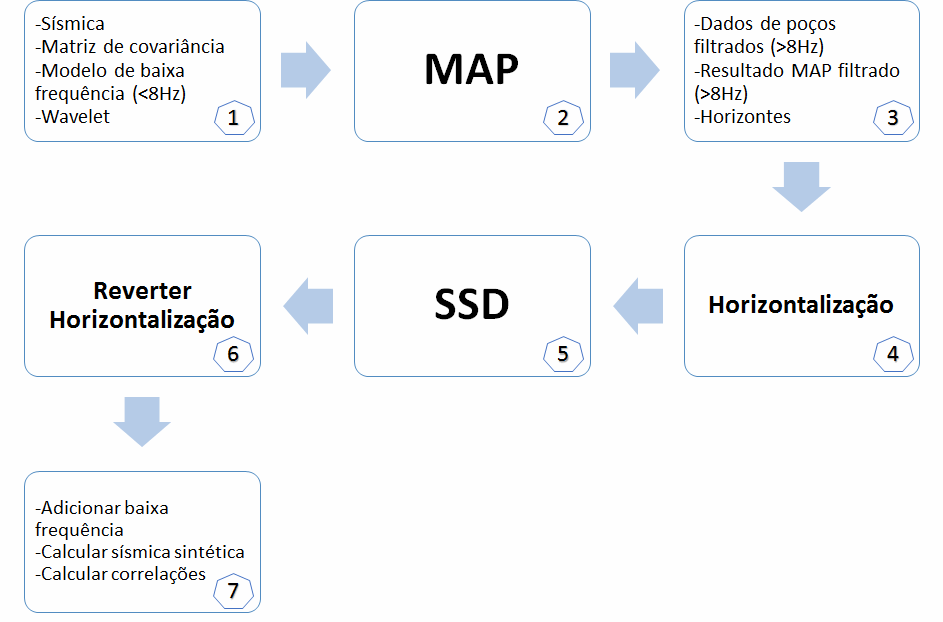 -Sísmica
-Matriz de covariância
-Modelo de baixa
frequência (<8Hz)
-Wavelet
1
MAP
2
-Dados de poços
filtrados (>8Hz)
-Resultado MAP filtrado
(>8Hz)
-Horizontes
3
Horizontalização
4
SSD
5
Reverter
Horizontalização
6
-Adicionar baixa
frequência
-Calcular sísmica sintética
-Calcular correlações
7